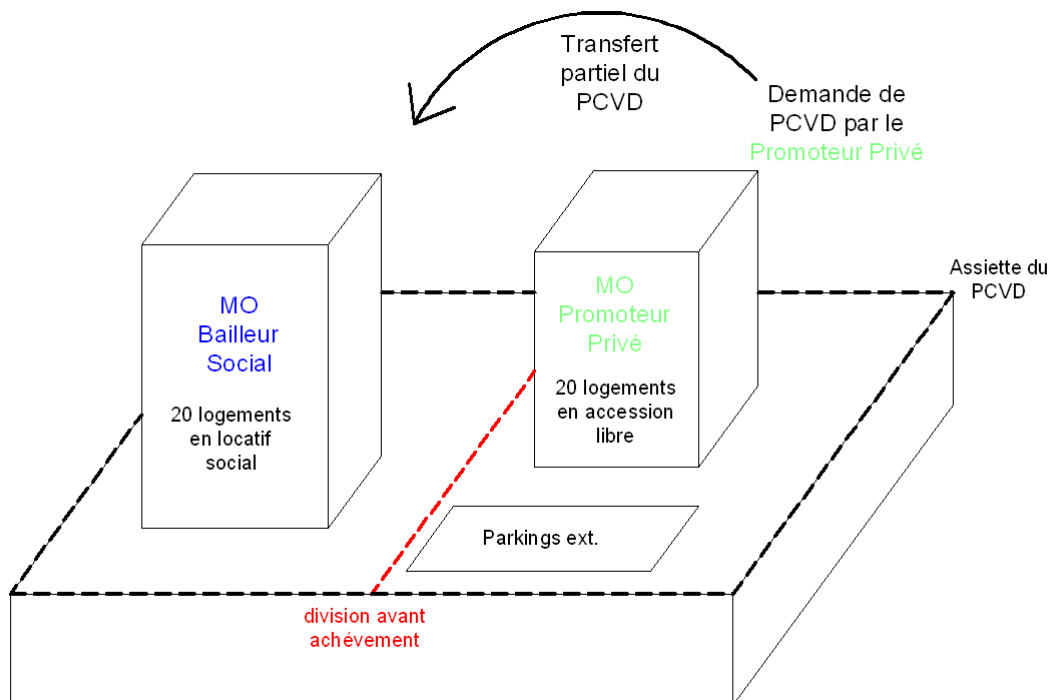 Transfert
partiel du
PCVD
Demande de
PCVD par le
Promoteur Privé
Assiette du
PCVD
MO
Bailleur
Social
20 logements
en locatif
social
MO
Promoteur
Privé
20 logements
en accession
libre
Parkings ext.
division avant
achévement